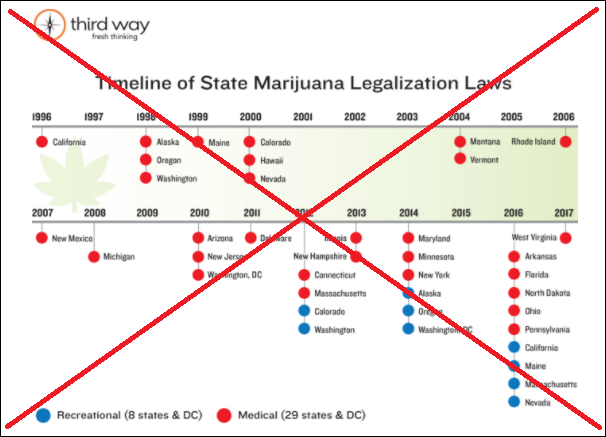 third way
fresh thinking
Timeline of State Marijuana Legalization Laws
1996 1997 1998 1999 2000 2001 2002 2003 2004 2005 2006
California Alaska Maine Colorado Montana Rhode Island
Oregon Hawaii Vermont
Washington Nevada
2007 2008 2009 2010 2011 2012 2013 2014 2015 2016 2017
New Mexico Arizona Delaware Illinois Maryland West Virginia
Michigan New Jersey New Hampshire Minnesota Arkansas
Washington, DC Connecticut New York Florida
Massachusetts Alaska North Dakota
Colorado Oregon Ohio
Washington Washington, DC Pennsylvania
California
Maine
Massachusetts
Nevada
Recreational (8 states & DC) Medical (29 states & DC)